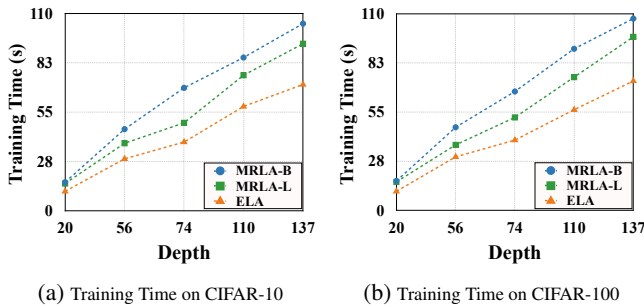 110
83
55
28
0
Training Time (s)
MRLA-B
MRLA-L
ELA
20 56 74 110 137
Depth
(a) Training Time on CIFAR-10
110
83
55
28
0
Training Time (s)
MRLA-B
MRLA-L
ELA
20 56 74 110 137
Depth
(b) Training Time on CIFAR-100